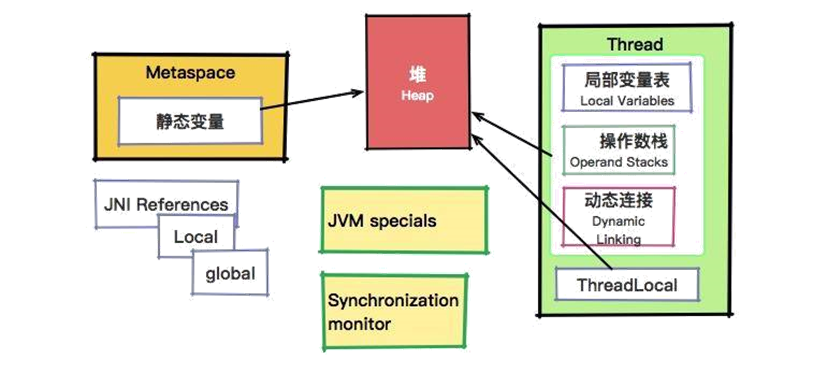 Metaspace
静态变量
JNI References
Local
global
堆
Heap
JVM specials
Synchronization
monitor
Thread
局部变量表
Local Variables
操作数栈
Operand Stacks
动态连接
Dynamic
Linking
ThreadLocal